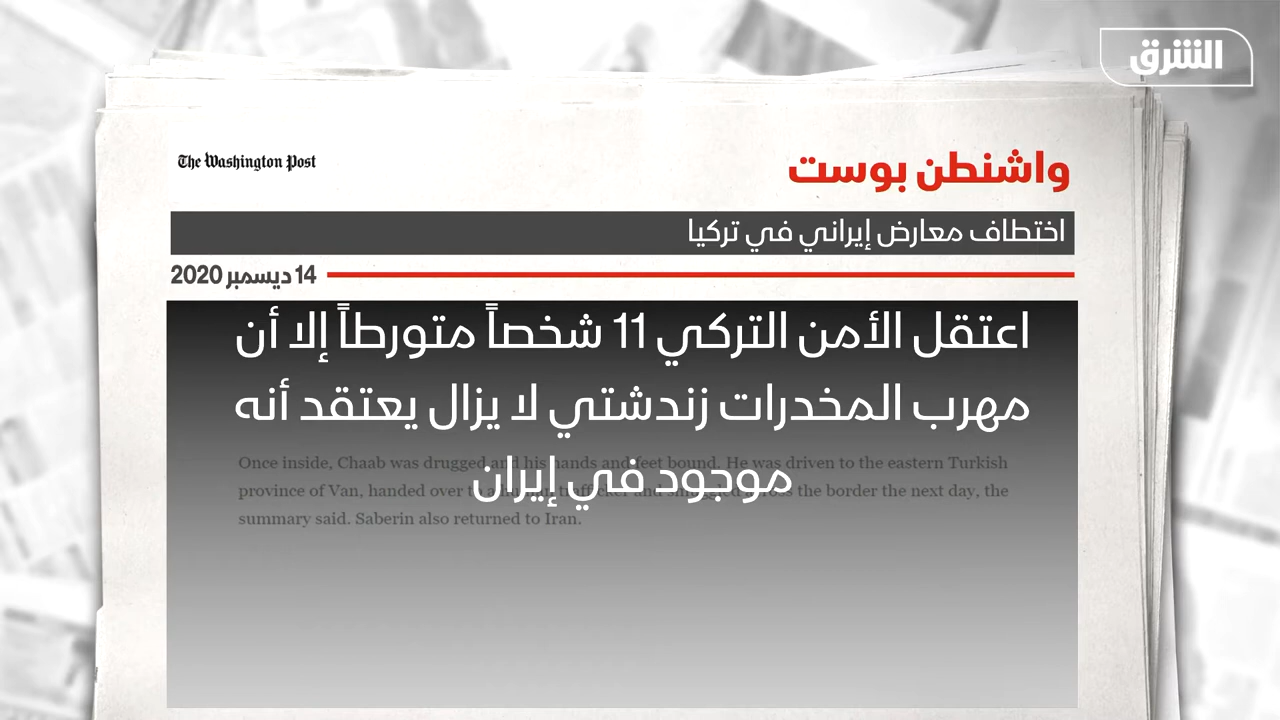 الشرق
The Washington Post
واشنطن بوست
اختطاف معارض إيراني في تركيا
14 ديسمبر 2020
اعتقل الأمن التركي 11 شخصاً متورطاً إلا أن
مهرب المخدرات زندشتي لا يزال يعتقد أنه
موجود في إيران
Once inside, Chaab was drugged and his hands and feet bound. He was driven to the eastern Turkish
province of Van, handed over to trafficker and across the border the next day, the
summary said. Saberin also returned to Iran.